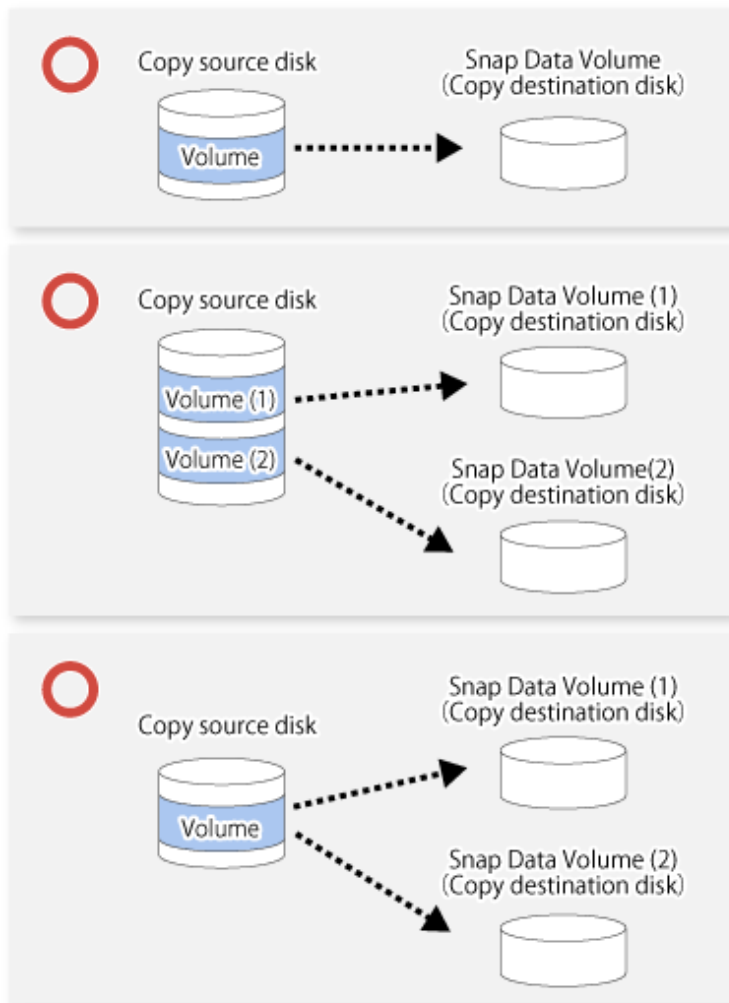 Copy source disk
Snap Data Volume
(Copy destination disk)
Volume
Copy source disk
Snap Data Volume (1)
(Copy destination disk)
Volume (1)
Volume (2)
Snap Data Volume(2)
(Copy destination disk)
Snap Data Volume (1)
(Copy destination disk)
Copy source disk
Volume
Snap Data Volume (2)
(Copy destination disk)